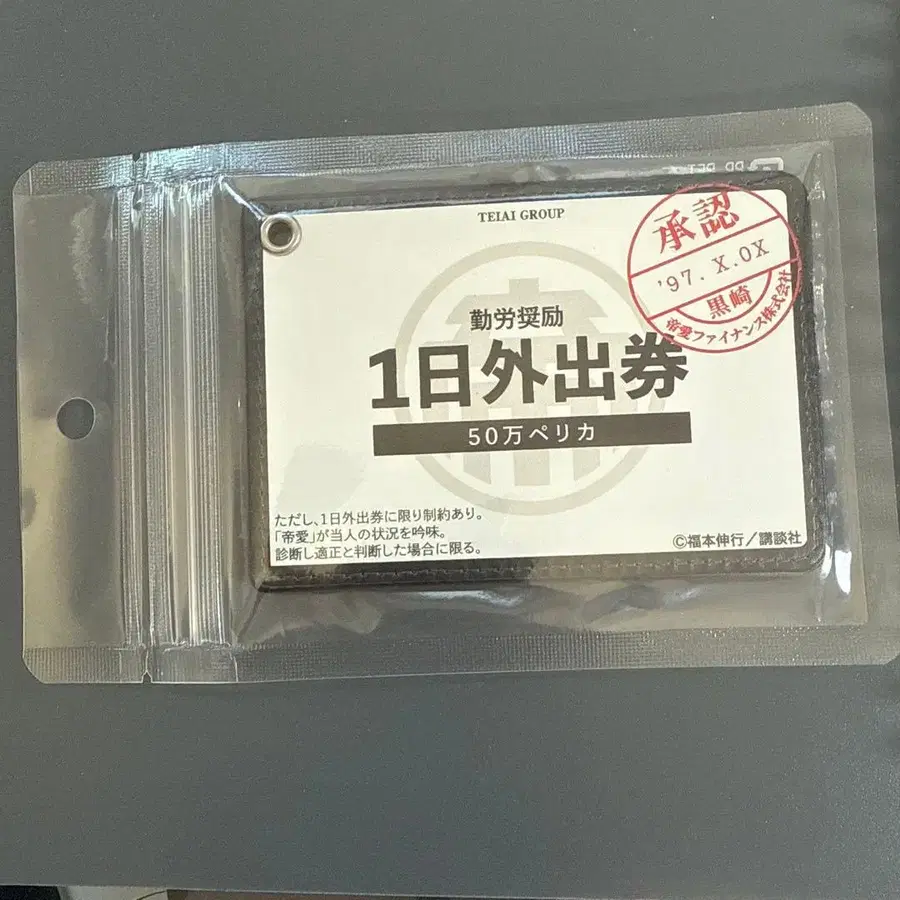 TEIAI GROUP
承認
'97. X.0X
黒崎
帝愛ファイナンス株式会社
帝
勤労奨励
1日外出券
50万ペリカ
ただし、1日外出券に限り制約あり。
「帝愛」が当人の状況を吟味。
診断し適正と判断した場合に限る。
©福本伸行／講談社